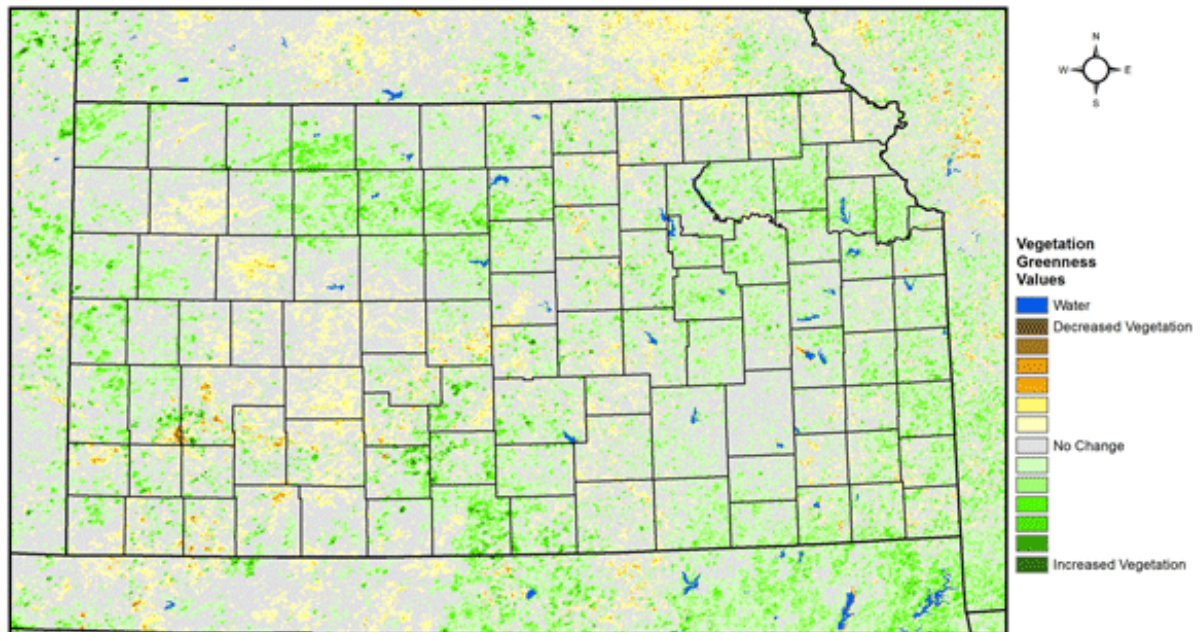 N
W E
S
Vegetation
Greenness
Values
Water
Decreased Vegetation
No Change
Increased Vegetation